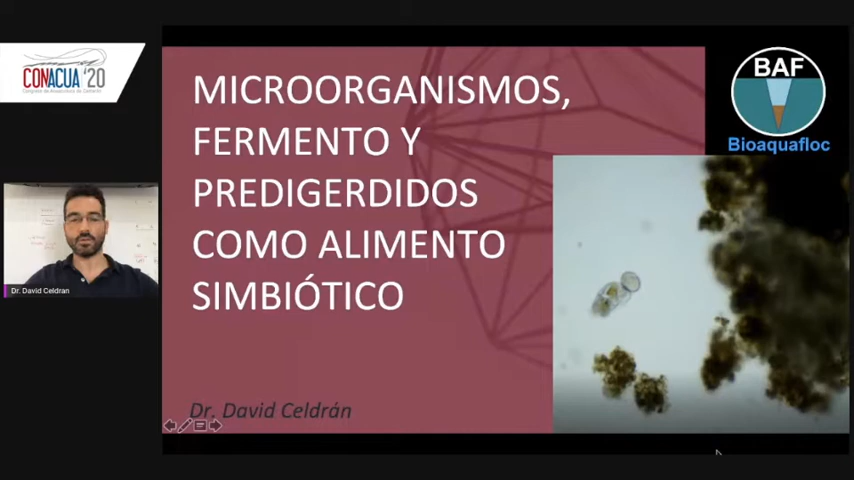 CONACUA '20
MICROORGANISMOS,
FERMENTO Y
PREDIGERDIDOS
COMO ALIMENTO
SIMBIÓTICO
Dr. David Celdrán
BAF
Bioaquafloc
Dr. David Celdran